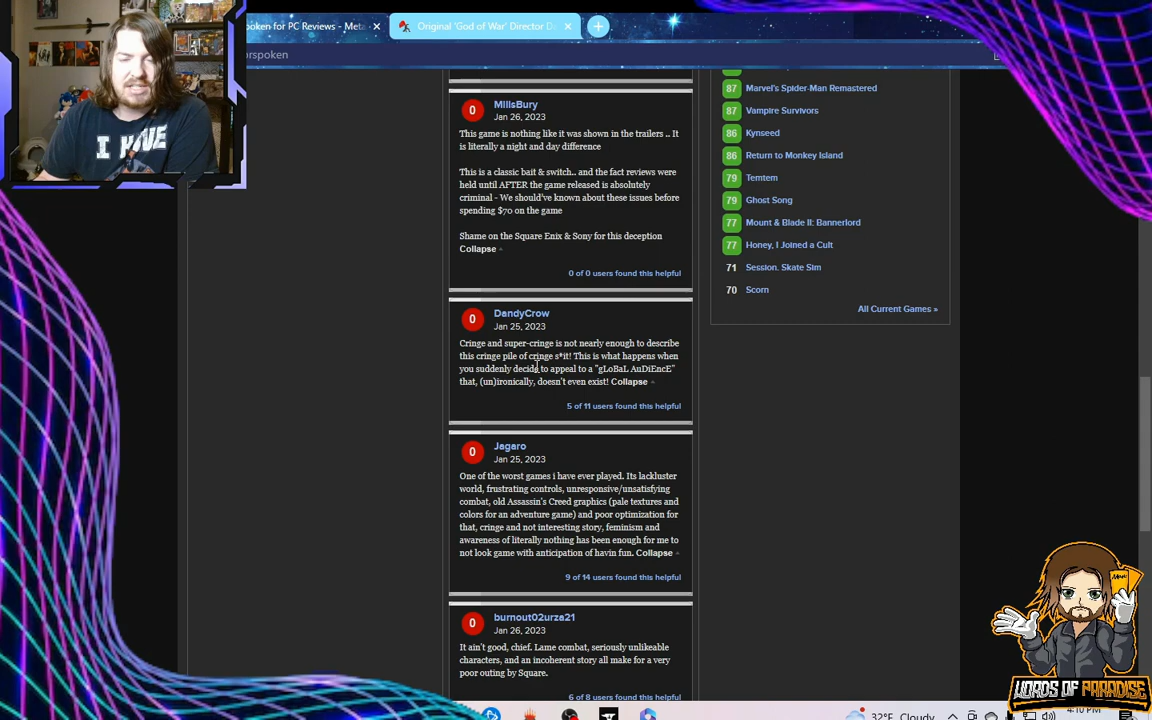 poken for PC Reviews - Meta
Original 'God of War' Director D
orspoken
I HAVE
0
MillsBury
Jan 26, 2023
This game is nothing like it was shown in the trailers .. It
is literally a night and day difference
This is a classic bait & switch.. and the fact reviews were
held until AFTER the game released is absolutely
criminal - We should've known about these issues before
spending $70 on the game
Shame on the Square Enix & Sony for this deception
Collapse
0 of 0 users found this helpful
0
DandyCrow
Jan 25, 2023
Cringe and super-cringe is not nearly enough to describe
this cringe pile of cringe s*it! This is what happens when
you suddenly decide to appeal to a "gLoBaL AuDiEncE"
that, (un)ironically, doesn't even exist! Collapse
5 of 11 users found this helpful
0
Jagaro
Jan 25, 2023
One of the worst games i have ever played. Its lackluster
world, frustrating controls, unresponsive/unsatisfying
combat, old Assassin's Creed graphics (pale textures and
colors for an adventure game) and poor optimization for
that, cringe and not interesting story, feminism and
awareness of literally nothing has been enough for me to
not look game with anticipation of havin fun. Collapse
9 of 14 users found this helpful
0
burnout02urza21
Jan 26, 2023
It ain't good, chief. Lame combat, seriously unlikeable
characters, and an incoherent story all make for a very
poor outing by Square.
6 of 8 users found this helpful
87 Marvel's Spider-Man Remastered
87 Vampire Survivors
86 Kynseed
86 Return to Monkey Island
79 Temtem
79 Ghost Song
77 Mount & Blade II: Bannerlord
77 Honey, I Joined a Cult
71 Session. Skate Sim
70 Scorn
All Current Games »
WORDS OF PARADISE
32°F Cloudy
4:10 PM